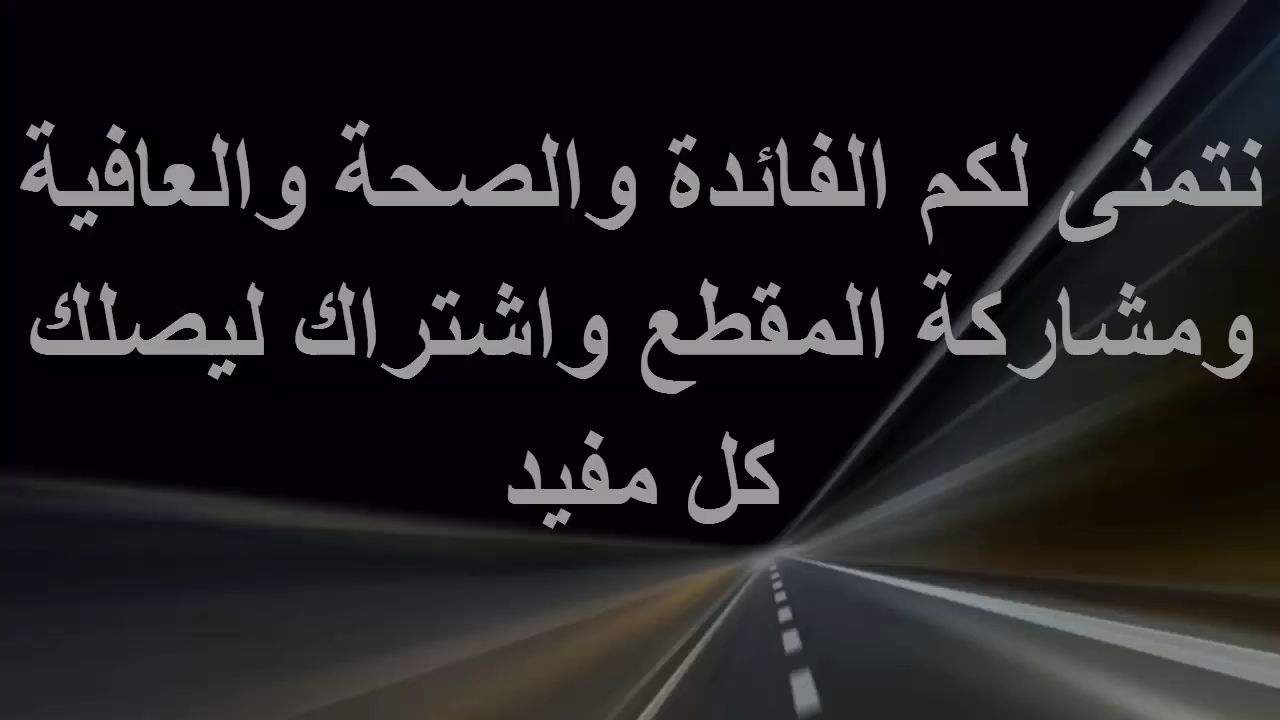 نتمنى لكم الفائدة والصحة والعافية
ومشاركة المقطع واشتراك ليصلك
كل مفيد